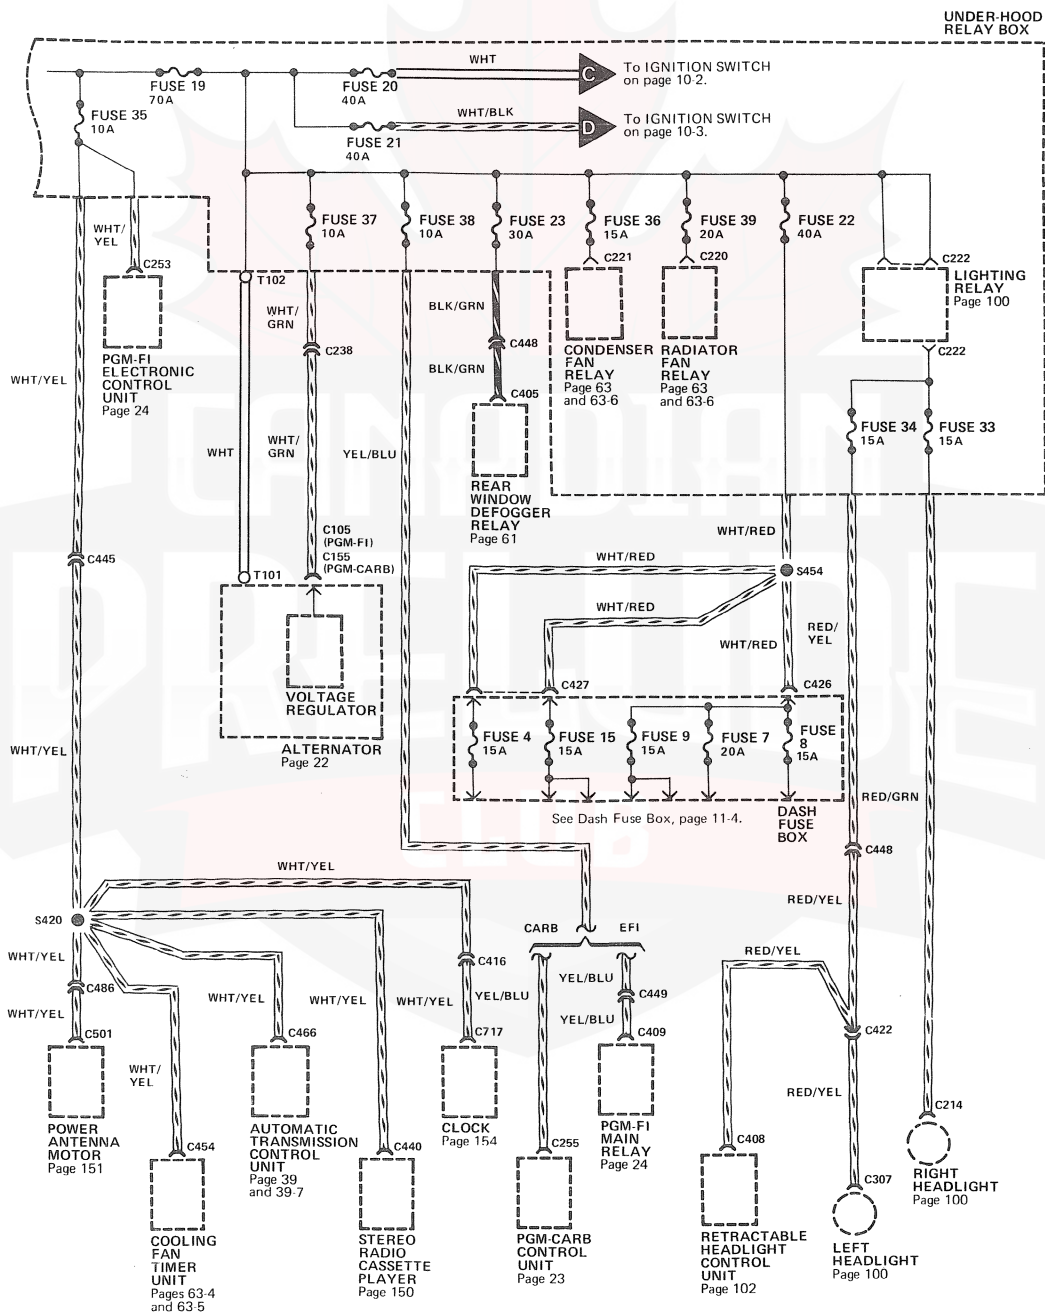 UNDER-HOOD
RELAY BOX
WHT
C
To IGNITION SWITCH
on page 10-2.
FUSE 19
70A
FUSE 20
40A
FUSE 35
10A
WHT/BLK
D
To IGNITION SWITCH
on page 10-3.
FUSE 21
40A
FUSE 37
10A
FUSE 38
10A
FUSE 23
30A
FUSE 36
15A
FUSE 39
20A
FUSE 22
40A
WHT/
YEL
C253
C221
C220
C222
T102
LIGHTING
RELAY
Page 100
BLK/GRN
WHT/
GRN
C238
C448
C222
PGM-FI
ELECTRONIC
CONTROL
UNIT
Page 24
CONDENSER
FAN
RELAY
Page 63
and 63-6
RADIATOR
FAN
RELAY
Page 63
and 63-6
BLK/GRN
WHT/YEL
C405
FUSE 34
15A
FUSE 33
15A
WHT
WHT/
GRN
YEL/BLU
REAR
WINDOW
DEFOGGER
RELAY
Page 61
C105
(PGM-FI)
C155
(PGM-CARB)
WHT/RED
WHT/RED
C445
T101
S454
WHT/RED
WHT/RED
RED/
YEL
C427
C426
VOLTAGE
REGULATOR
ALTERNATOR
Page 22
FUSE 4
15A
FUSE 15
15A
FUSE 9
15A
FUSE 7
20A
FUSE
8
15A
WHT/YEL
RED/GRN
See Dash Fuse Box, page 11-4.
DASH
FUSE
BOX
C448
CANADIAN
PRELUDE
CLUB
WHT/YEL
RED/YEL
S420
CARB
EFI
WHT/YEL
RED/YEL
C416
C486
YEL/BLU
C449
WHT/YEL
WHT/YEL
WHT/YEL
WHT/YEL
YEL/BLU
YEL/BLU
C501
C466
C717
C409
C422
WHT/
YEL
RED/YEL
C214
POWER
ANTENNA
MOTOR
Page 151
AUTOMATIC
TRANSMISSION
CONTROL
UNIT
Page 39
and 39-7
CLOCK
Page 154
PGM-FI
MAIN
RELAY
Page 24
C454
C440
C255
C408
C307
RIGHT
HEADLIGHT
Page 100
COOLING
FAN
TIMER
UNIT
Pages 63-4
and 63-5
STEREO
RADIO
CASSETTE
PLAYER
Page 150
PGM-CARB
CONTROL
UNIT
Page 23
RETRACTABLE
HEADLIGHT
CONTROL
UNIT
Page 102
LEFT
HEADLIGHT
Page 100